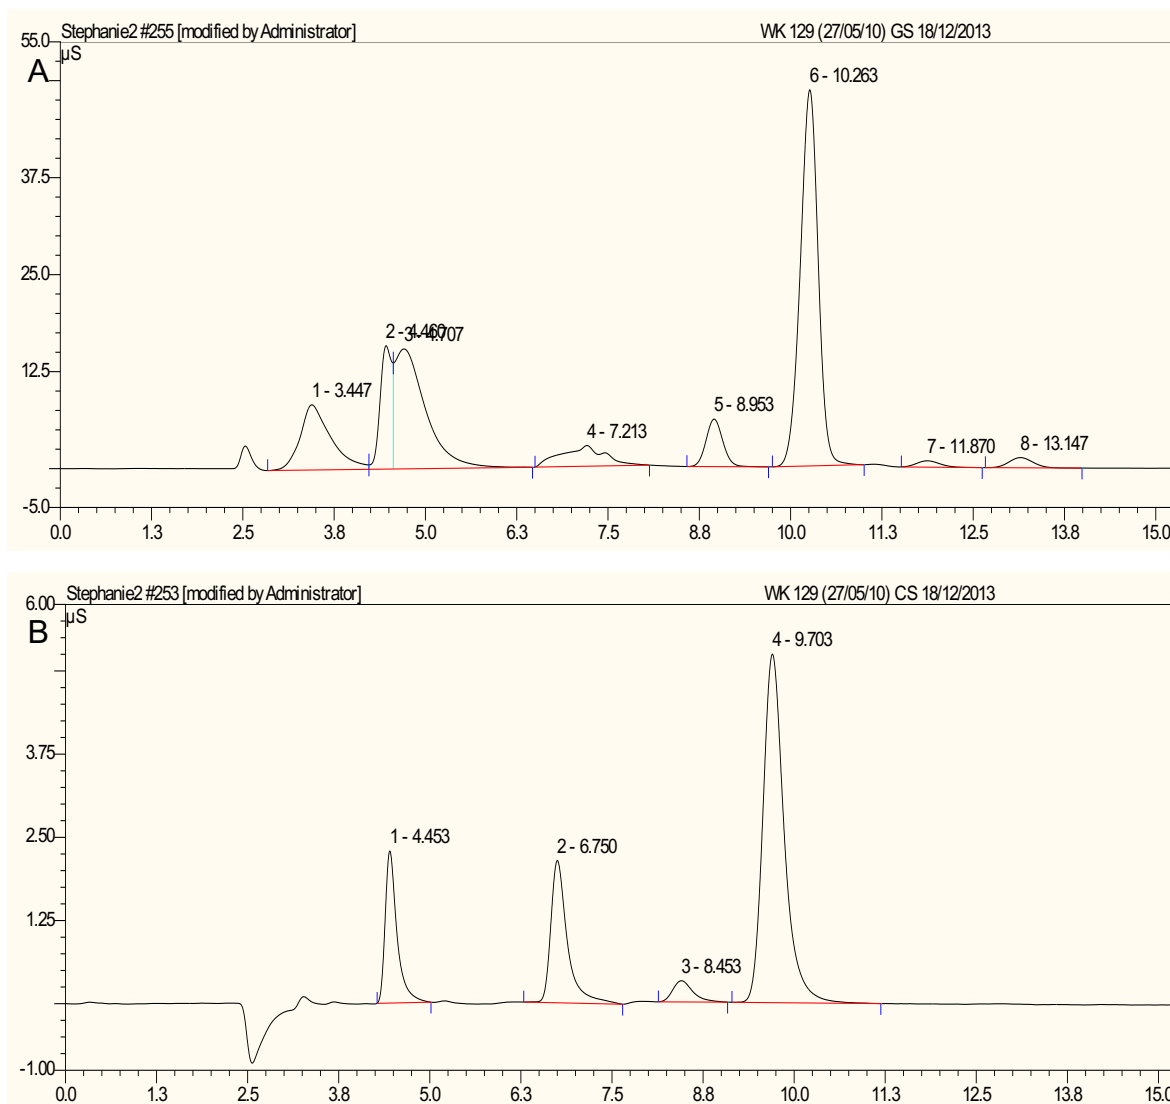 Stephanie2 #255 [modified by Administrator] WK 129 (27/05/10) GS 18/12/2013
55.0
µS
A
6 - 10.263
37.5
25.0
2 - 4.460
3 - 4.707
12.5
1 - 3.447
4 - 7.213
5 - 8.953
7 - 11.870
8 - 13.147
-5.0
0.0 1.3 2.5 3.8 5.0 6.3 7.5 8.8 10.0 11.3 12.5 13.8 15.0
Stephanie2 #253 [modified by Administrator] WK 129 (27/05/10) CS 18/12/2013
6.00
µS
B
4 - 9.703
3.75
2.50
1 - 4.453
2 - 6.750
1.25
3 - 8.453
-1.00
0.0 1.3 2.5 3.8 5.0 6.3 7.5 8.8 10.0 11.3 12.5 13.8 15.0